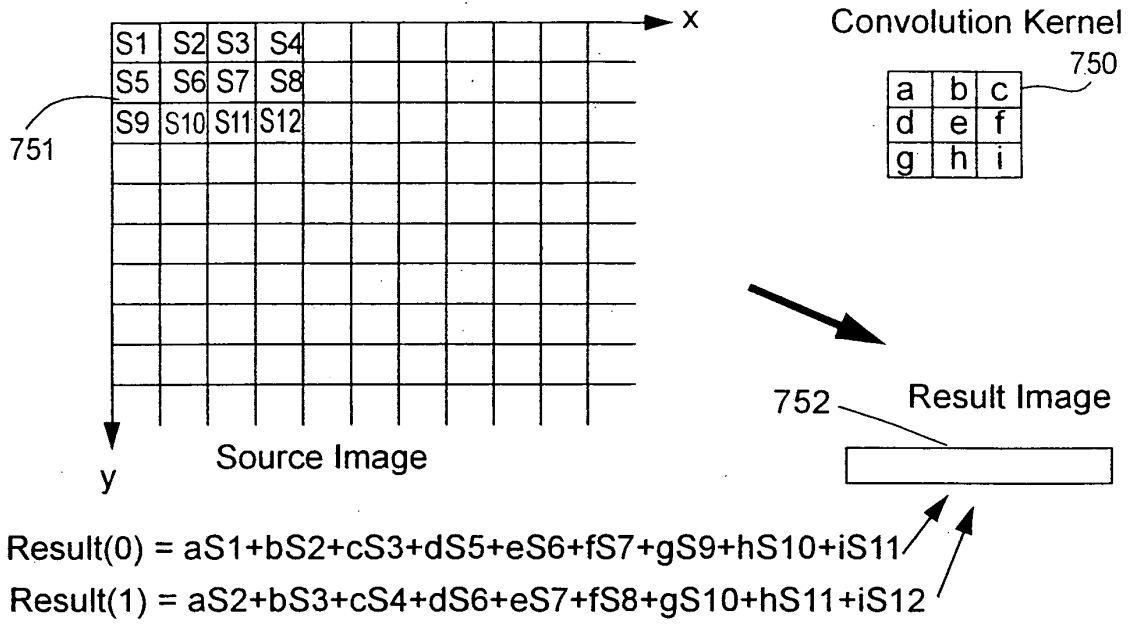 x
Convolution Kernel
750
S1 S2 S3 S4
S5 S6 S7 S8
S9 S10 S11 S12
751
a b c
d e f
g h i
752
Result Image
Source Image
y
Result(0) = aS1+bS2+cS3+dS5+eS6+fS7+gS9+hS10+iS11
Result(1) = aS2+bS3+cS4+dS6+eS7+fS8+gS10+hS11+iS12